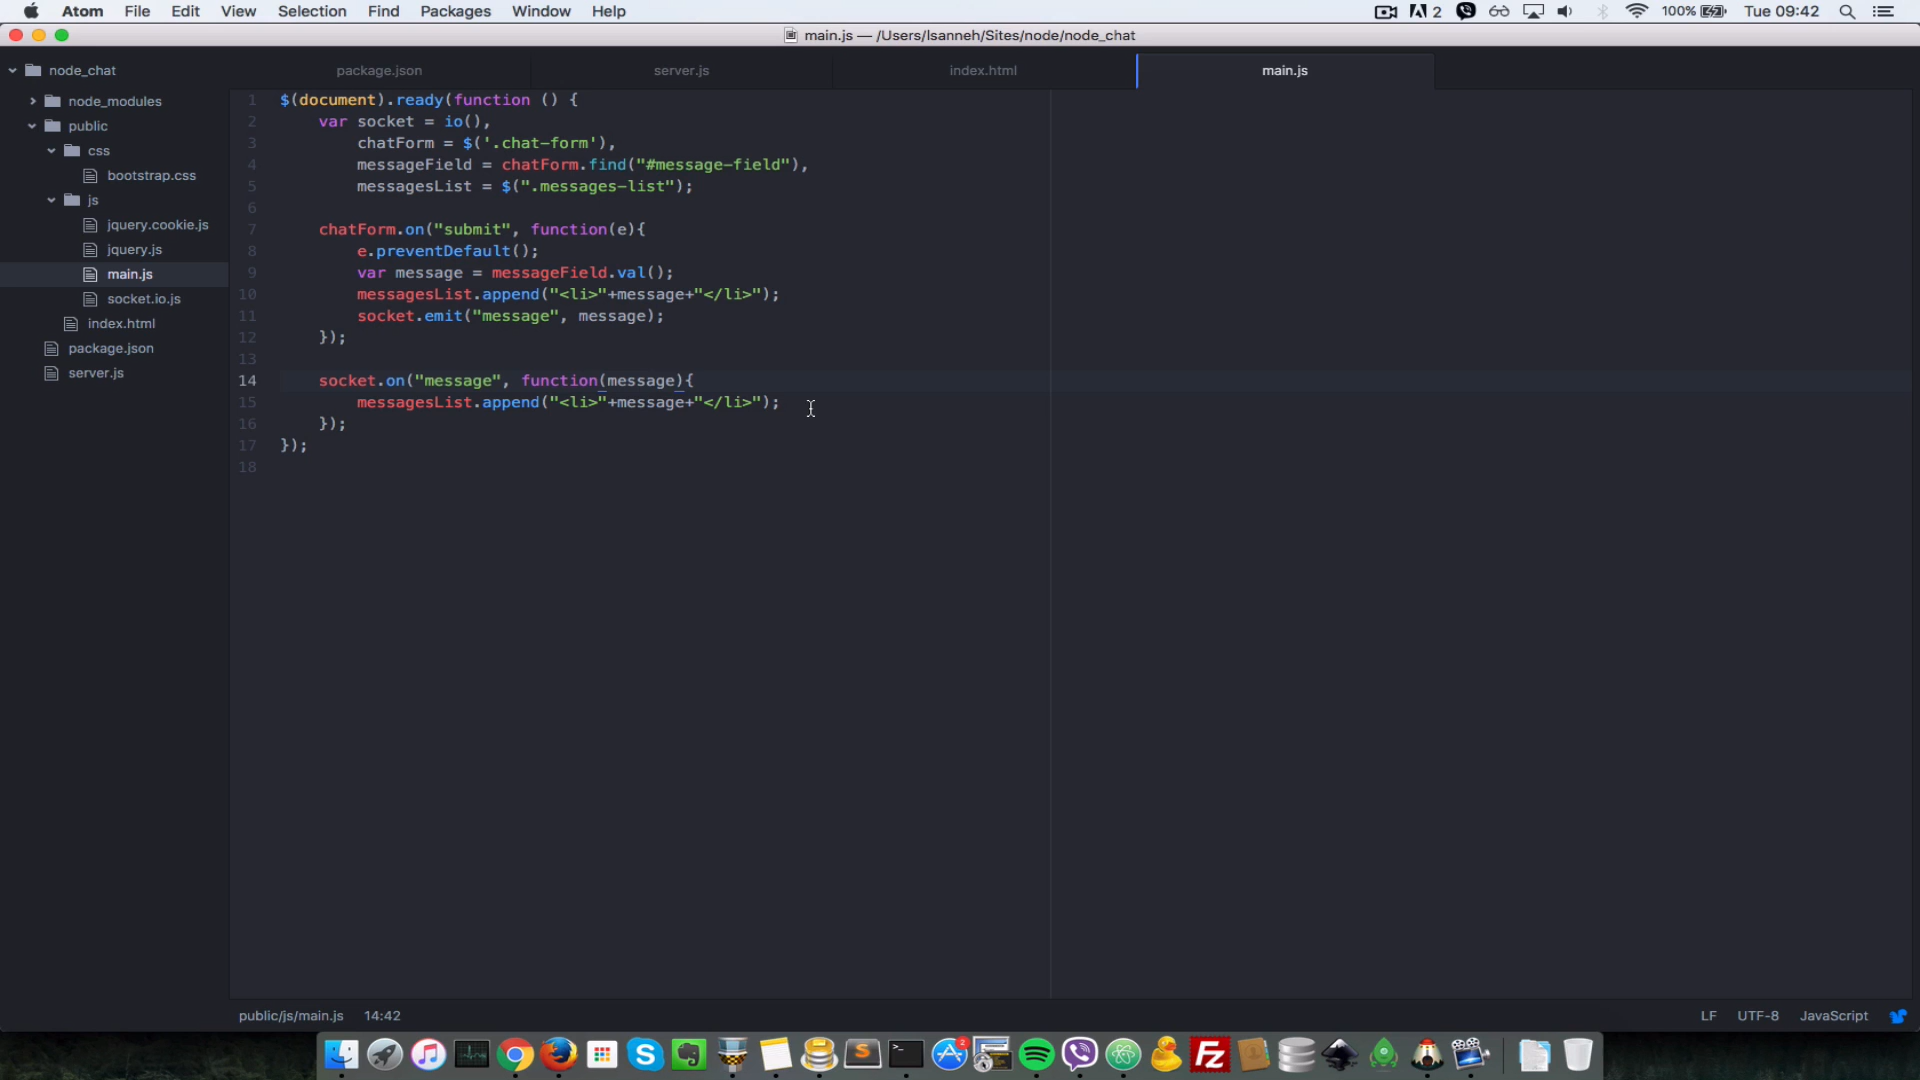 Atom File Edit View Selection Find Packages Window Help 2 100% Tue 09:42
main.js — /Users/lsanneh/Sites/node/node_chat
node_chat
node_modules
public
css
bootstrap.css
js
jquery.cookie.js
jquery.js
main.js
socket.io.js
index.html
package.json
server.js
package.json server.js index.html main.js
1 $(document).ready(function () {
2 var socket = io(),
3 chatForm = $('.chat-form'),
4 messageField = chatForm.find("#message-field"),
5 messagesList = $(".messages-list");
6
7 chatForm.on("submit", function(e){
8 e.preventDefault();
9 var message = messageField.val();
10 messagesList.append("<li>"+message+"</li>");
11 socket.emit("message", message);
12 });
13
14 socket.on("message", function(message){
15 messagesList.append("<li>"+message+"</li>");
16 });
17 });
18
public/js/main.js 14:42 LF UTF-8 JavaScript
2
S
Fz